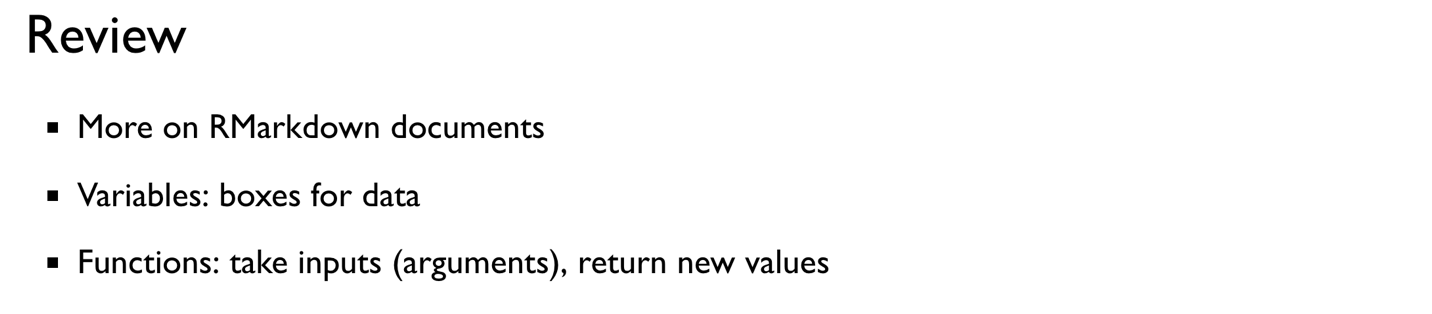 Review
▪ More on RMarkdown documents
▪ Variables: boxes for data
▪ Functions: take inputs (arguments), return new values